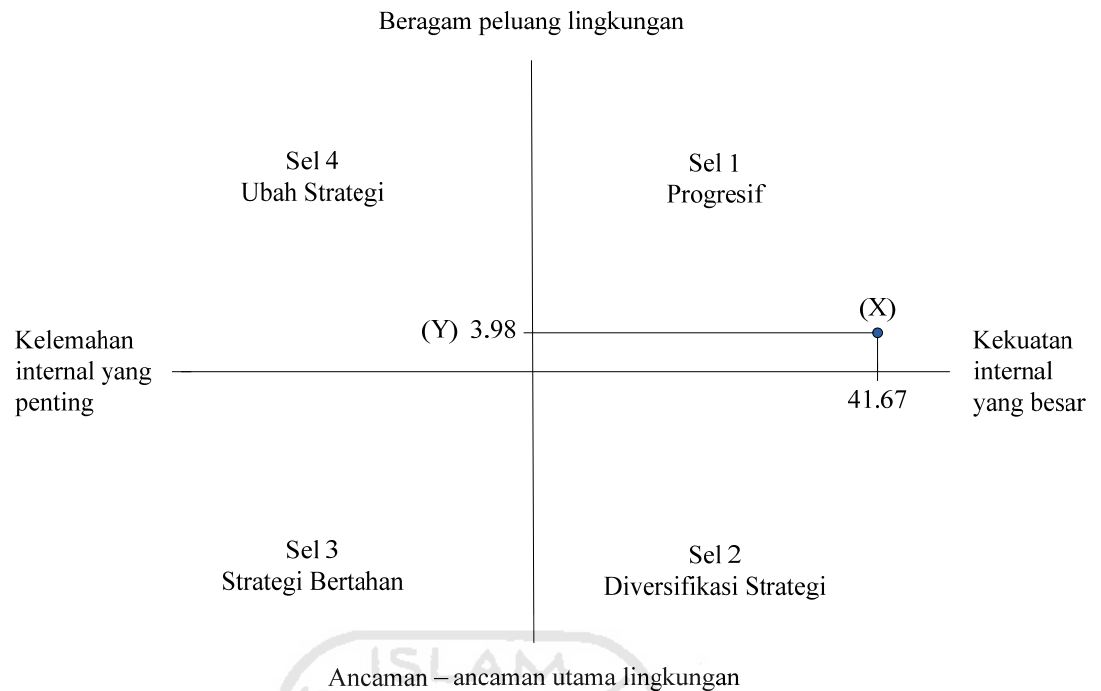 Beragam peluang lingkungan
Sel 4
Ubah Strategi
Sel 1
Progresif
(X)
(Y) 3.98
Kelemahan
internal yang
penting
Kekuatan
internal
yang besar
41.67
Sel 3
Strategi Bertahan
Sel 2
Diversifikasi Strategi
ISLAM
Ancaman – ancaman utama lingkungan